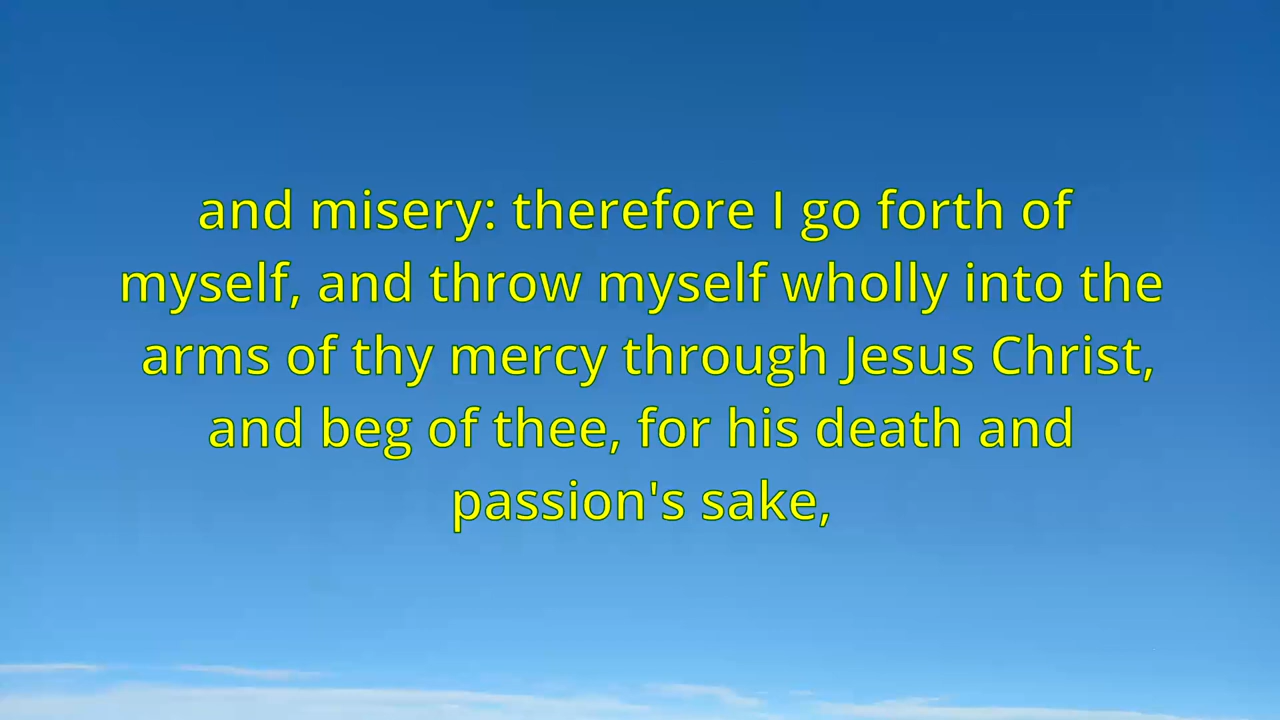 and misery: therefore I go forth of
myself, and throw myself wholly into the
arms of thy mercy through Jesus Christ,
and beg of thee, for his death and
passion's sake,